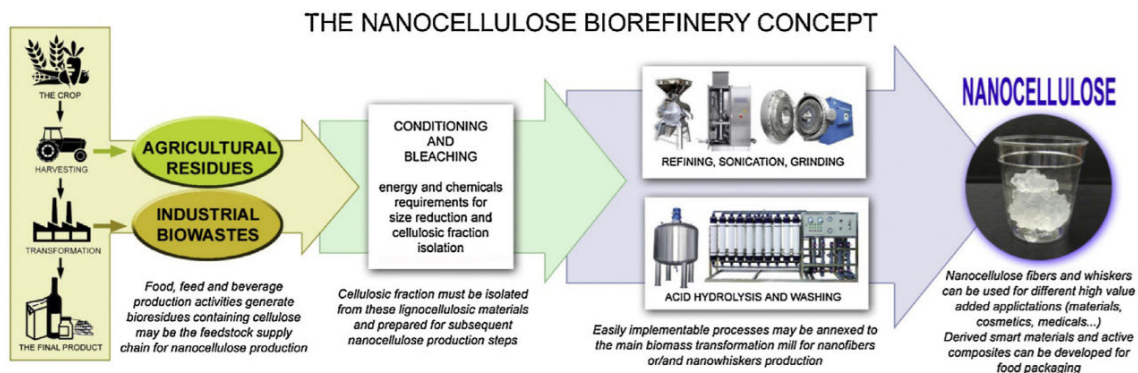 THE NANOCELLULOSE BIOREFINERY CONCEPT
THE CROP
HARVESTING
TRANSFORMATION
THE FINAL PRODUCT
AGRICULTURAL
RESIDUES
INDUSTRIAL
BIOWASTES
Food, feed and beverage
production activities generate
bioresidues containing cellulose
may be the feedstock supply
chain for nanocellulose production
CONDITIONING
AND
BLEACHING
energy and chemicals
requirements for
size reduction and
cellulosic fraction
isolation
Cellulosic fraction must be isolated
from these lignocellulosic materials
and prepared for subsequent
nanocellulose production steps
REFINING, SONICATION, GRINDING
ACID HYDROLYSIS AND WASHING
Easily implementable processes may be annexed to
the main biomass transformation mill for nanofibers
or/and nanowhiskers production
NANOCELLULOSE
Nanocellulose fibers and whiskers
can be used for different high value
added applictations (materials,
cosmetics, medicals...)
Derived smart materials and active
composites can be developed for
food packaging